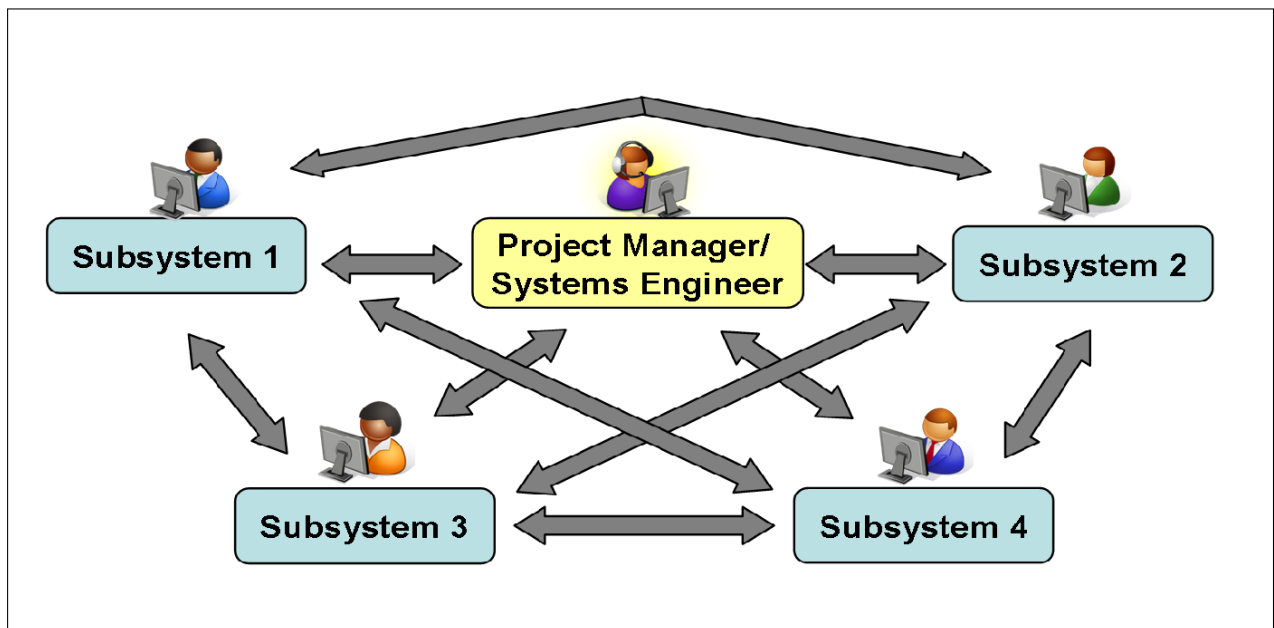 Subsystem 1
Project Manager/
Systems Engineer
Subsystem 2
Subsystem 3
Subsystem 4